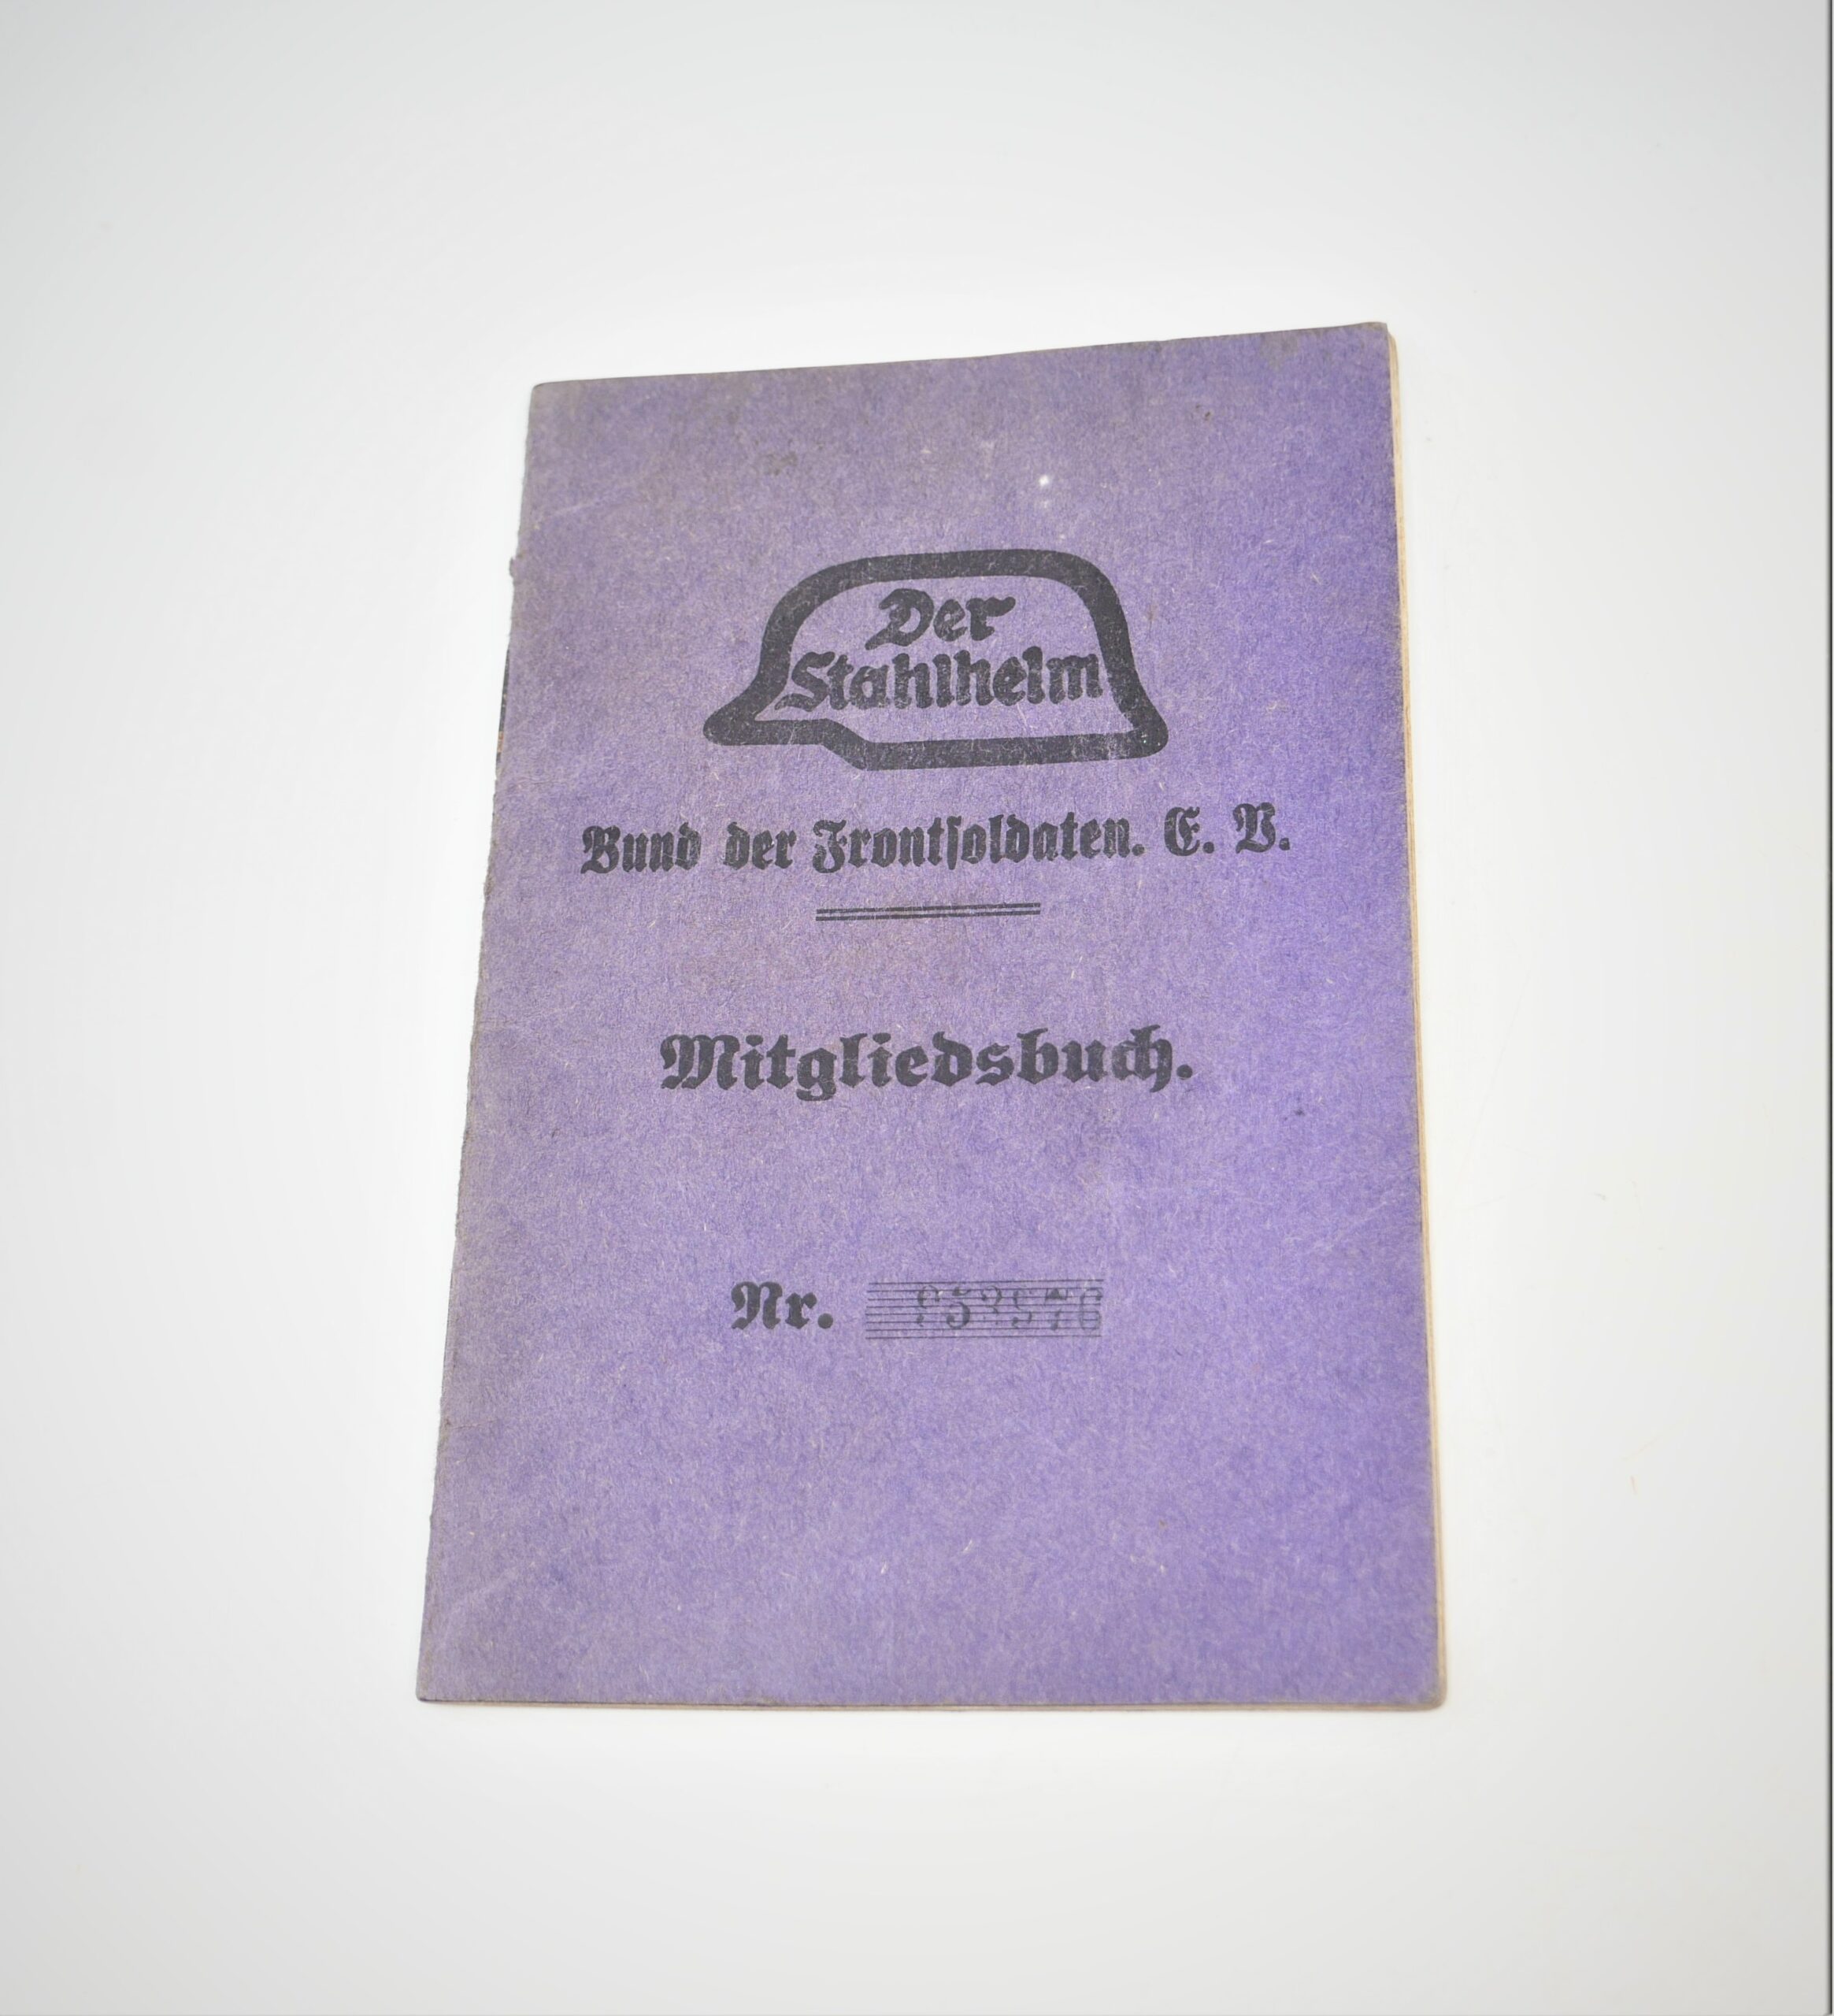 Der
Stahlhelm
Bund der Frontſoldaten. E. V.
Mitgliedsbuch.
Nr.